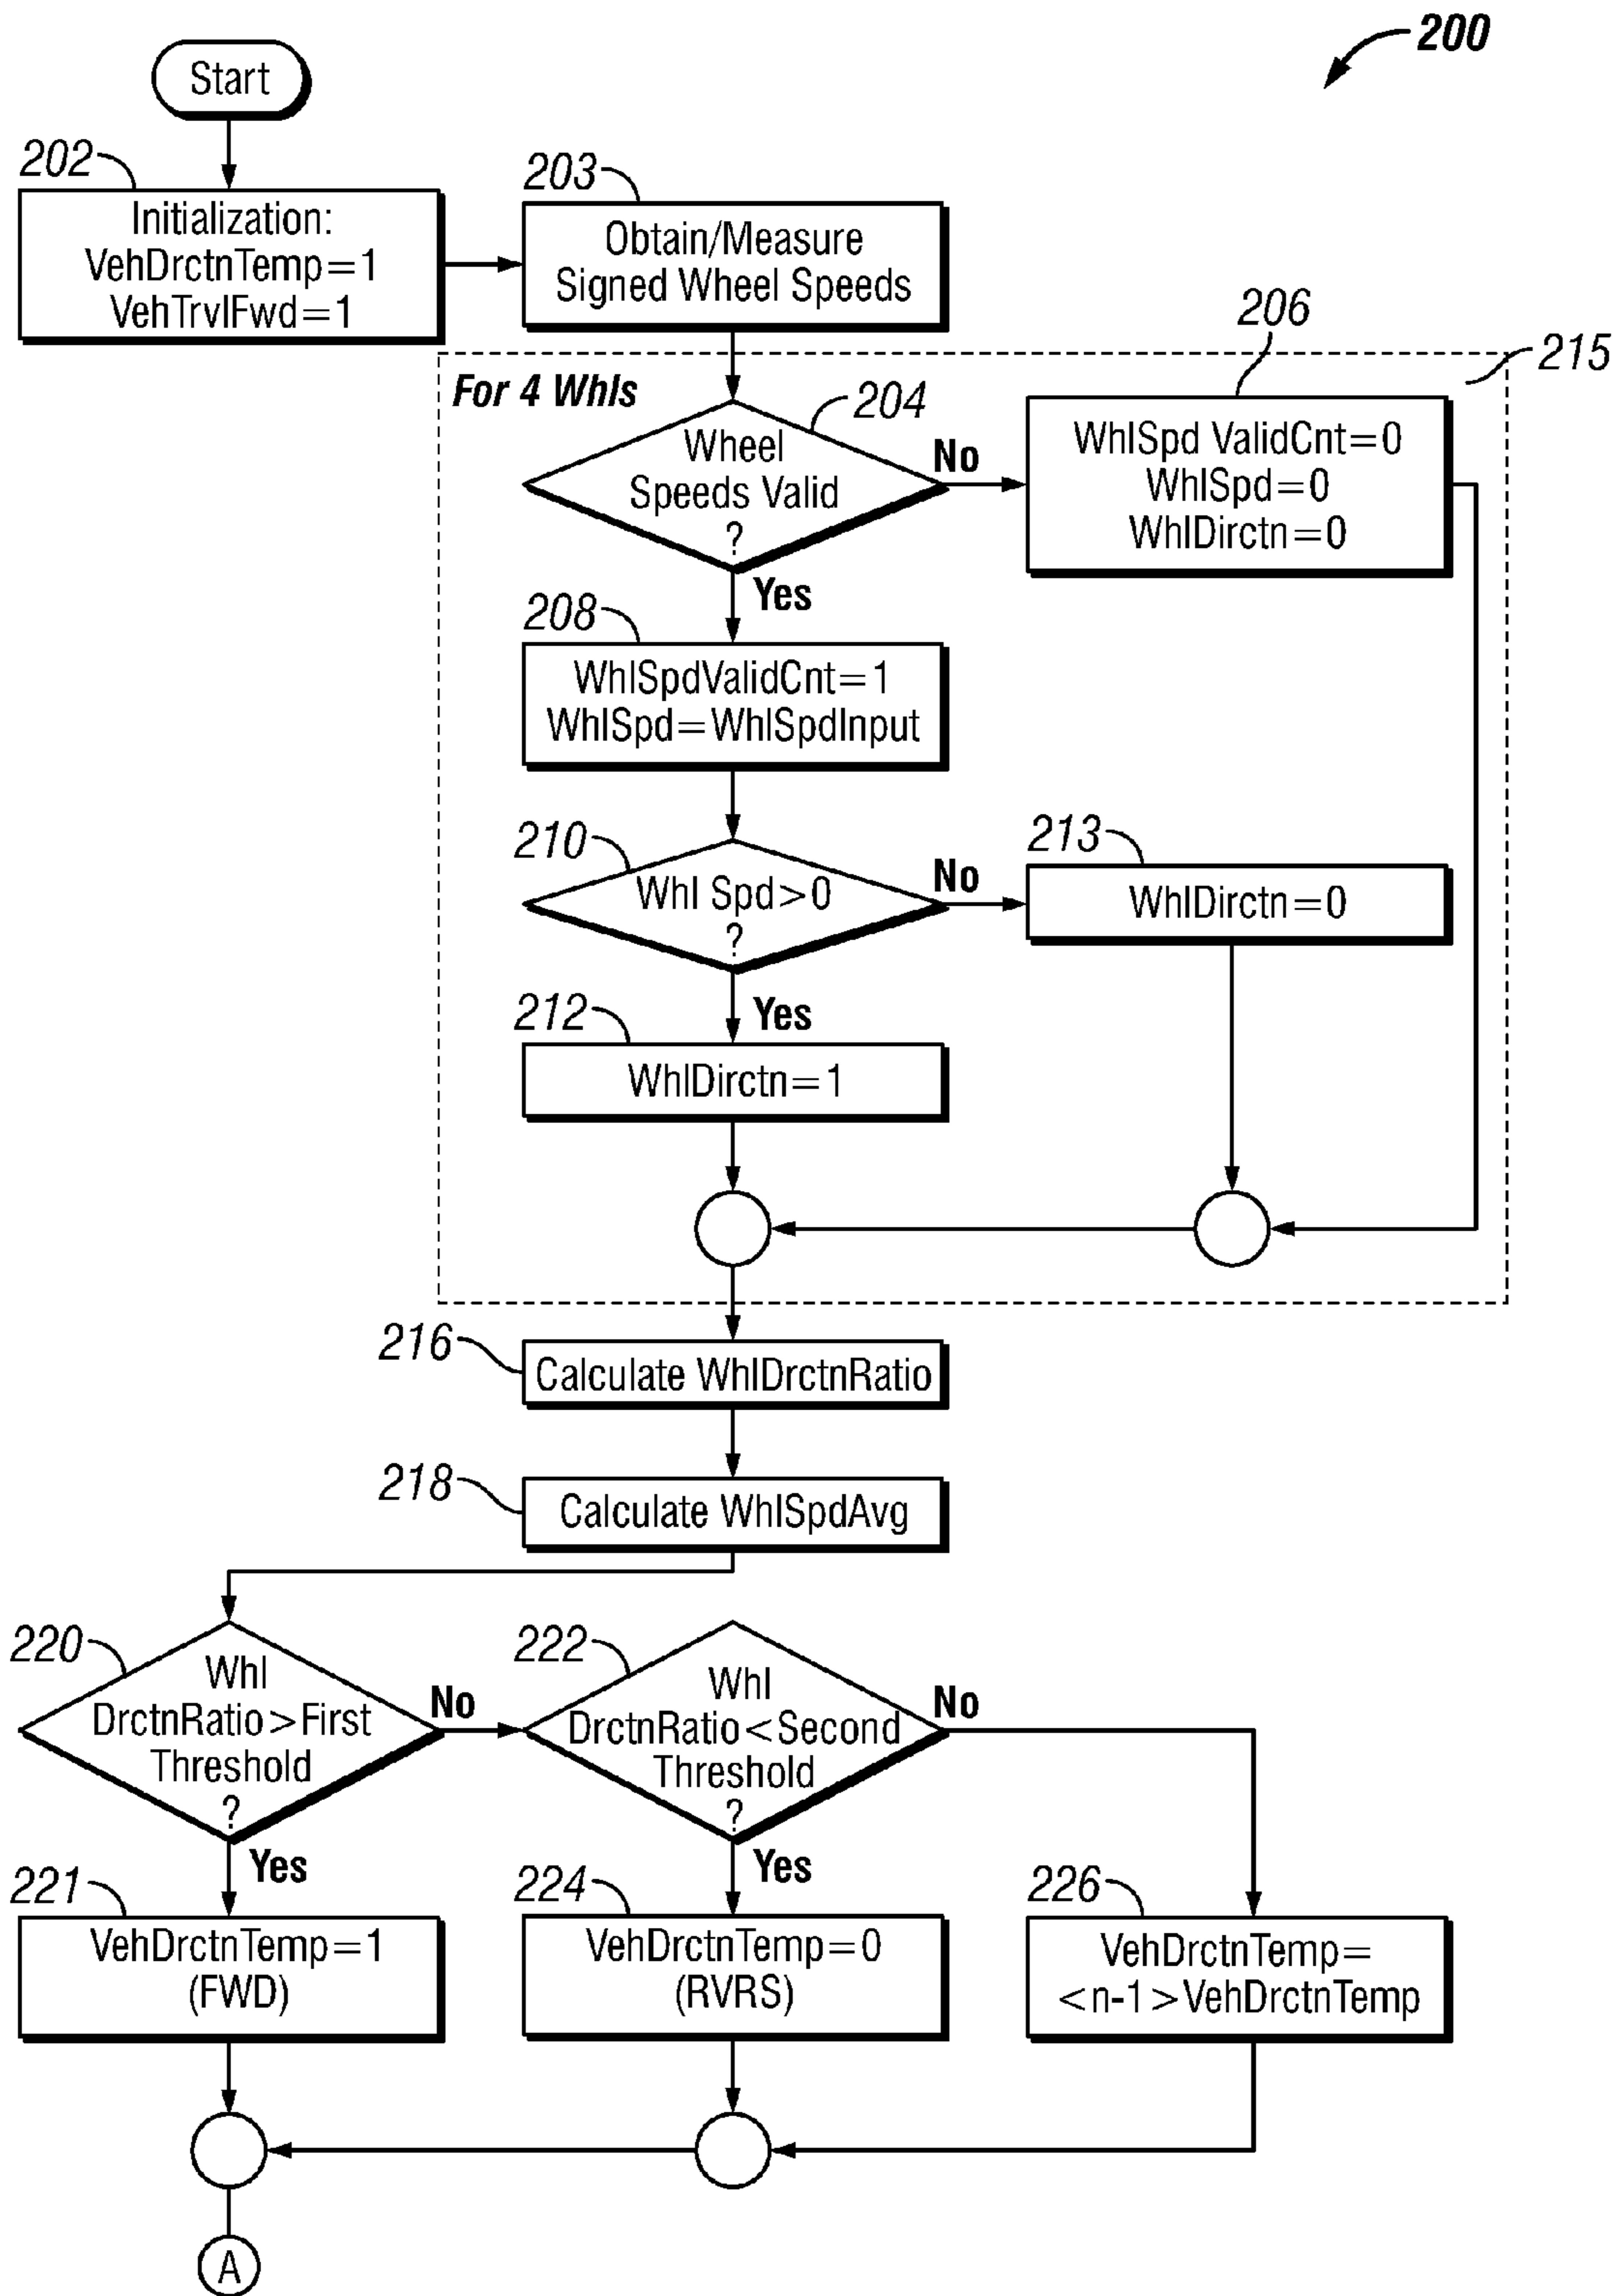 200
Start
202
Initialization:
VehDrctnTemp=1
VehTrvlFwd=1
203
Obtain/Measure
Signed Wheel Speeds
215
For 4 Whls
204
Wheel
Speeds Valid
?
No
Yes
206
WhlSpd ValidCnt=0
WhlSpd=0
WhlDirctn=0
208
WhlSpdValidCnt=1
WhlSpd=WhlSpdInput
210
Whl Spd>0
?
No
Yes
213
WhlDirctn=0
212
WhlDirctn=1
216
Calculate WhlDrctnRatio
218
Calculate WhlSpdAvg
220
Whl
DrctnRatio>First
Threshold
?
No
Yes
222
Whl
DrctnRatio<Second
Threshold
?
No
Yes
221
VehDrctnTemp=1
(FWD)
224
VehDrctnTemp=0
(RVRS)
226
VehDrctnTemp=
<n-1>VehDrctnTemp
A